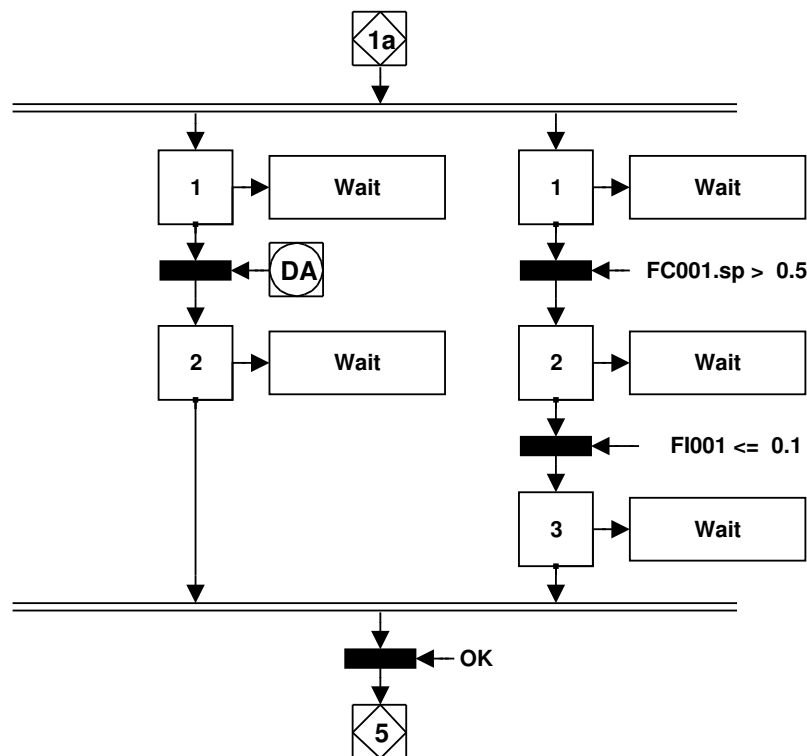 1a
1 Wait 1 Wait
DA FC001.sp > 0.5
2 Wait 2 Wait
FI001 <= 0.1
3 Wait
OK
5